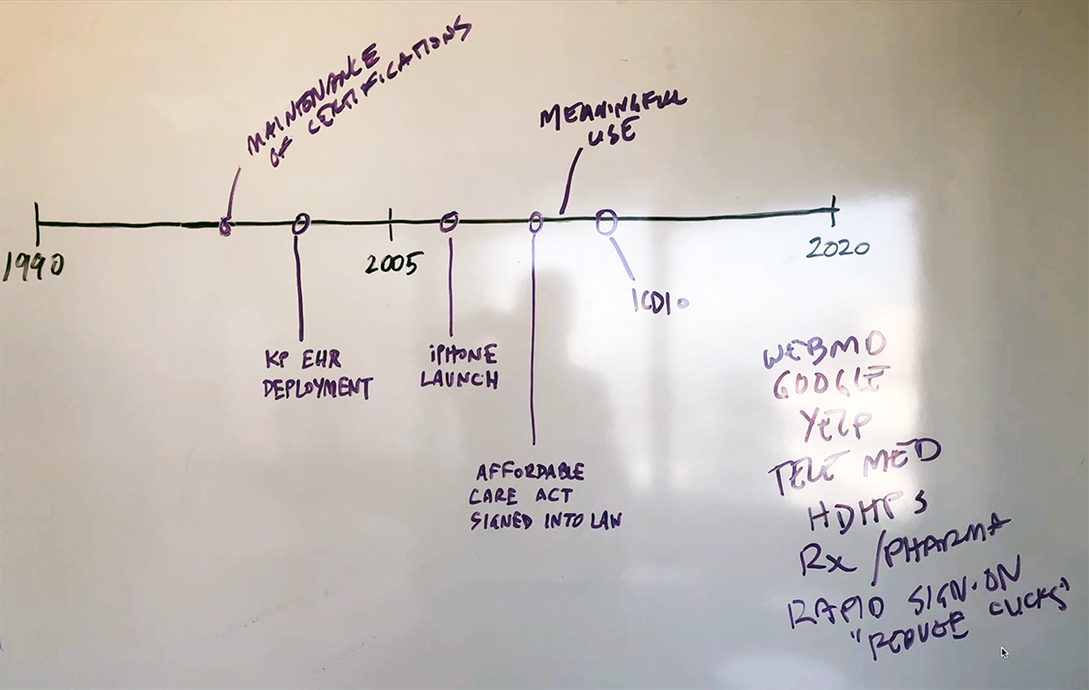 MAINTENANCE
OF CERTIFICATIONS
MEANINGFUL
USE
1990
2005
2020
ICD10
KP EHR
DEPLOYMENT
iPHONE
LAUNCH
AFFORDABLE
CARE ACT
SIGNED INTO LAW
WEBMD
GOOGLE
YELP
TELE MED
HDHPS
Rx /PHARMA
RAPID SIGN-ON
"REDUCE CLICKS"